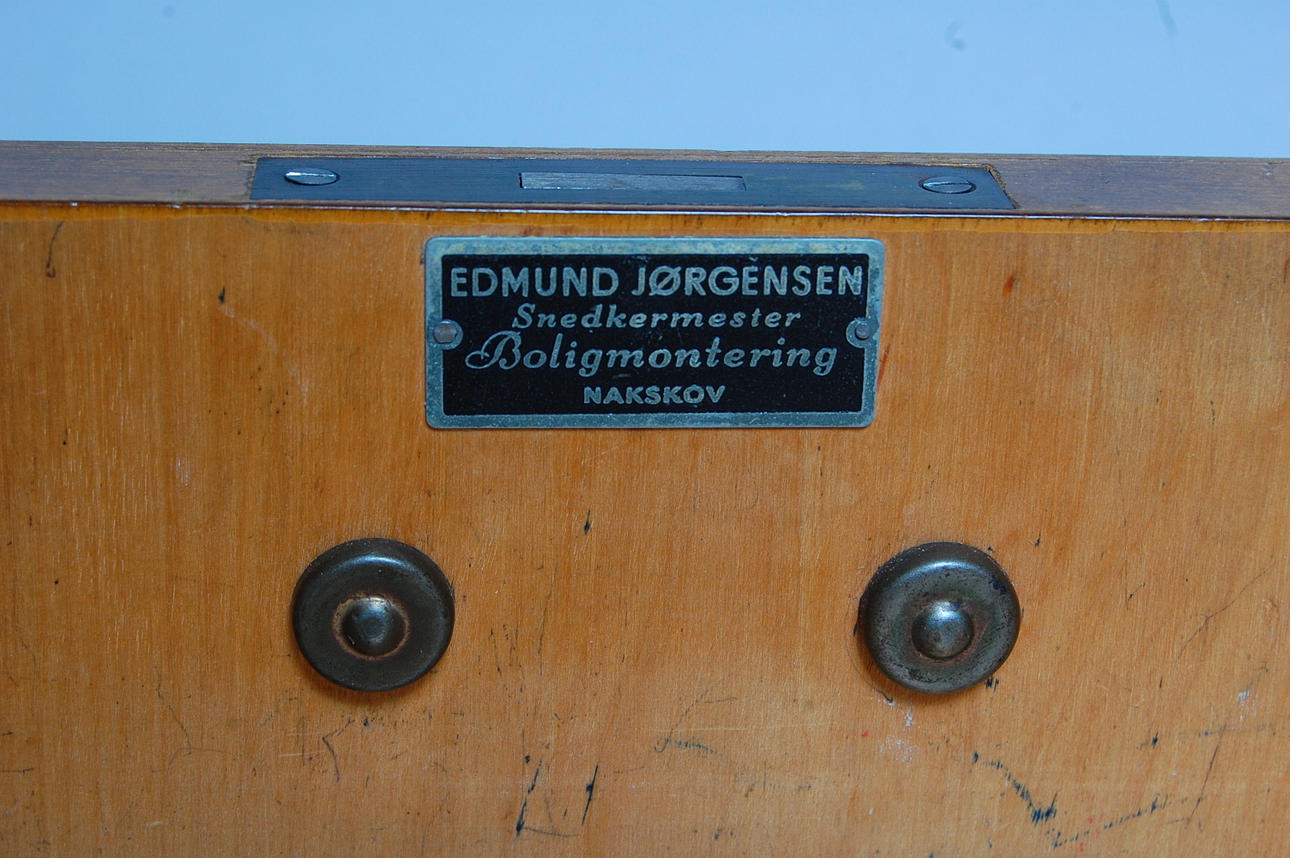 EDMUND JØRGENSEN
Snedkermester
Boligmontering
NAKSKOV